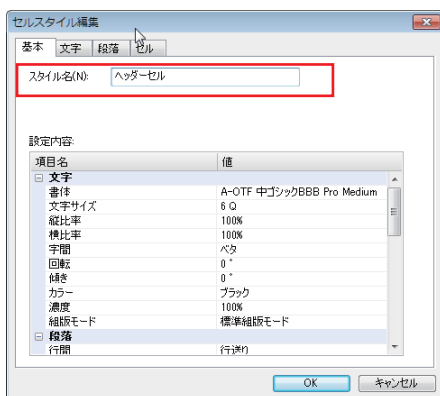 セルスタイル編集
基本 文字 段落 セル
スタイル名(N): ヘッダーセル
設定内容:
項目名 値
文字
書体 A-OTF 中ゴシックBBB Pro Medium
文字サイズ 6 Q
縦比率 100%
横比率 100%
字間 ベタ
回転 0 °
傾き 0 °
カラー ブラック
濃度 100%
組版モード 標準組版モード
段落
行間 行送り
OK キャンセル